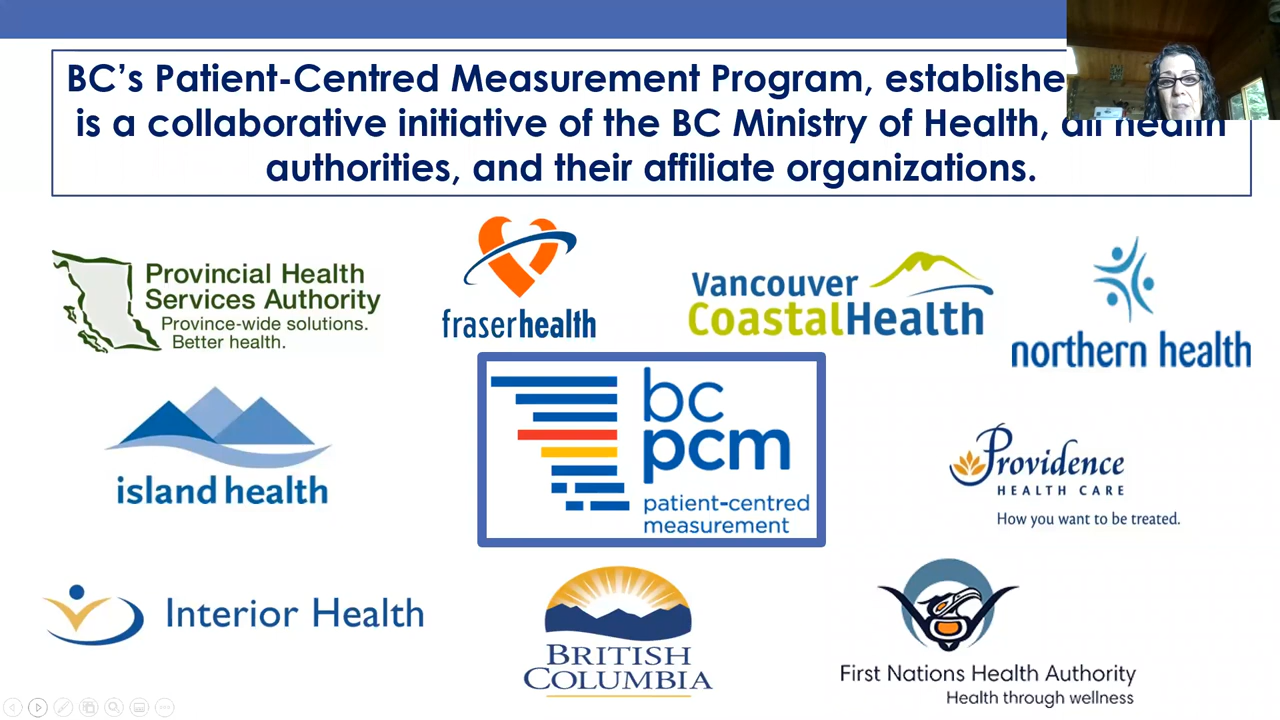 BC’s Patient-Centred Measurement Program, establishe
is a collaborative initiative of the BC Ministry of Health, all health
authorities, and their affiliate organizations.
Provincial Health
Services Authority
Province-wide solutions.
Better health.
fraserhealth
Vancouver
CoastalHealth
northern health
island health
bc
pcm
patient-centred
measurement
Providence
HEALTH CARE
How you want to be treated.
Interior Health
BRITISH
COLUMBIA
First Nations Health Authority
Health through wellness